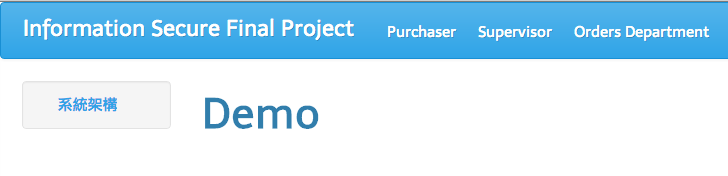 Information Secure Final Project Purchaser Supervisor Orders Department
系統架構
Demo